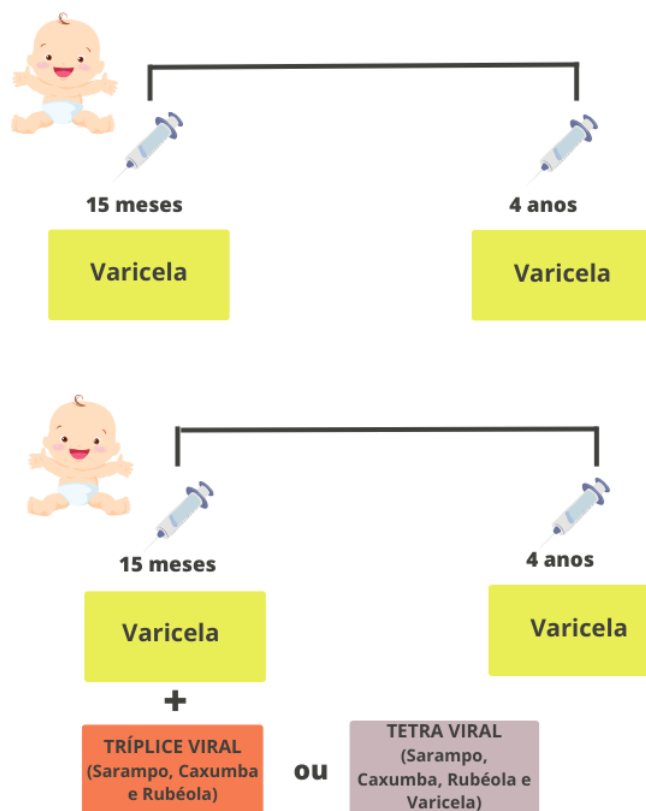 15 meses
4 anos
Varicela
Varicela
15 meses
4 anos
Varicela
Varicela
+
TRÍPLICE VIRAL
(Sarampo, Caxumba
e Rubéola)
ou
TETRA VIRAL
(Sarampo,
Caxumba, Rubéola e
Varicela)